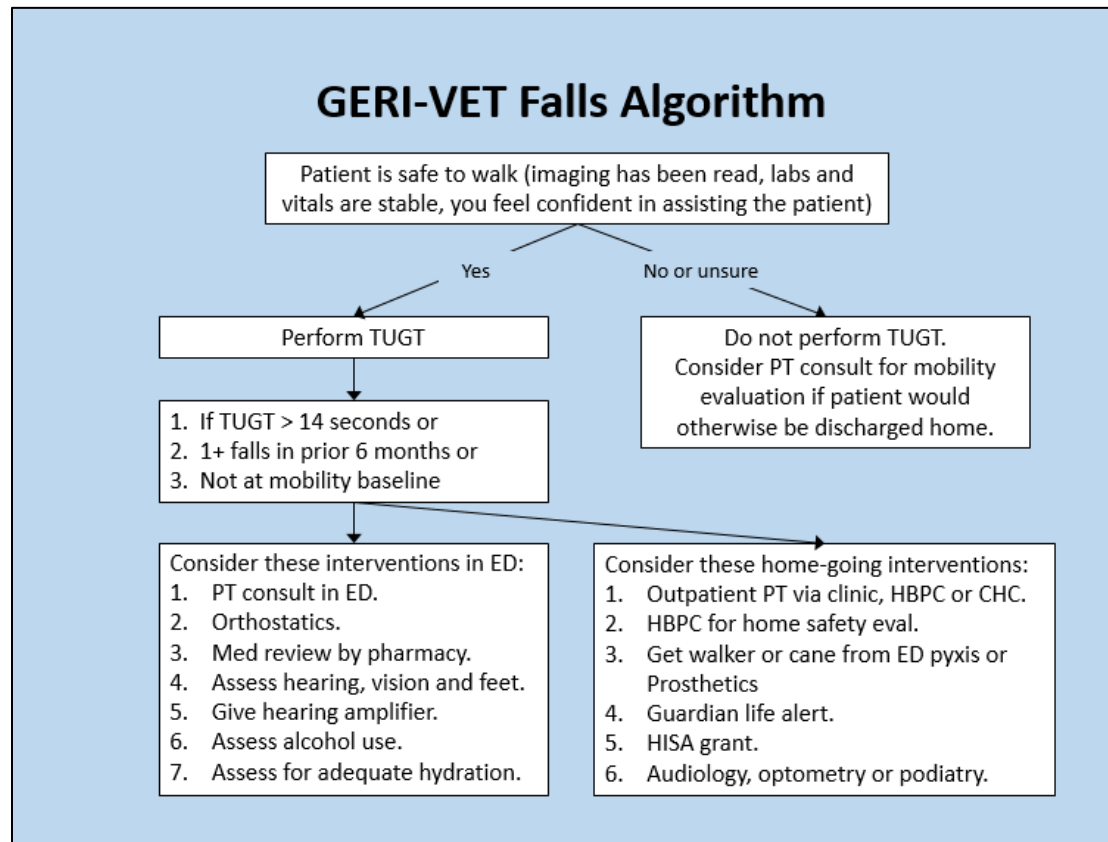 GERI-VET Falls Algorithm
Patient is safe to walk (imaging has been read, labs and
vitals are stable, you feel confident in assisting the patient)
Yes
No or unsure
Perform TUGT
Do not perform TUGT.
Consider PT consult for mobility
evaluation if patient would
otherwise be discharged home.
1. If TUGT > 14 seconds or
2. 1+ falls in prior 6 months or
3. Not at mobility baseline
Consider these interventions in ED:
1. PT consult in ED.
2. Orthostatics.
3. Med review by pharmacy.
4. Assess hearing, vision and feet.
5. Give hearing amplifier.
6. Assess alcohol use.
7. Assess for adequate hydration.
Consider these home-going interventions:
1. Outpatient PT via clinic, HBPC or CHC.
2. HBPC for home safety eval.
3. Get walker or cane from ED pyxis or
Prosthetics
4. Guardian life alert.
5. HISA grant.
6. Audiology, optometry or podiatry.